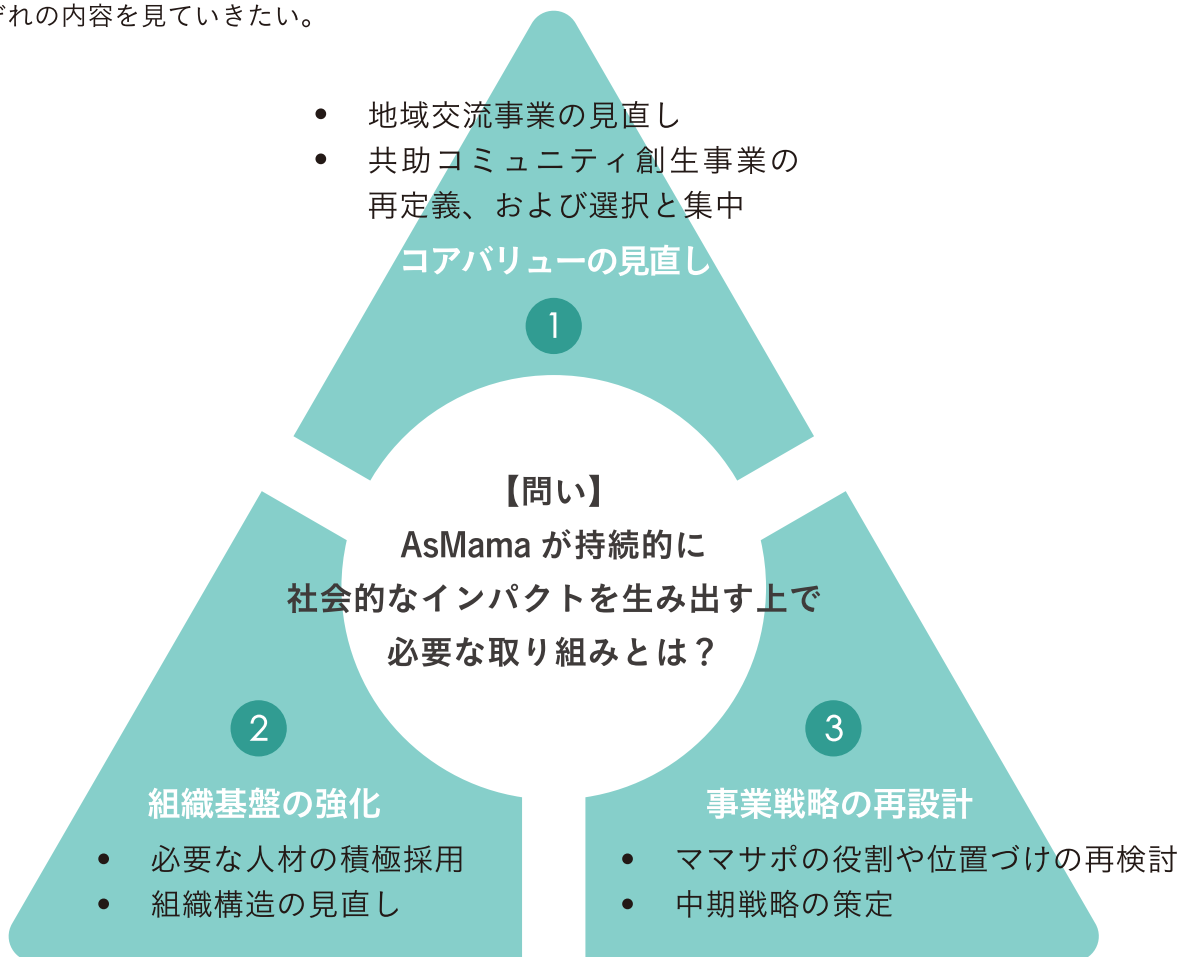 ぞれの内容を見ていきたい。
• 地域交流事業の見直し
• 共助コミュニティ創生事業の
再定義、および選択と集中
コアバリューの見直し
1
【問い】
AsMama が持続的に
社会的なインパクトを生み出す上で
必要な取り組みとは？
2
組織基盤の強化
• 必要な人材の積極採用
• 組織構造の見直し
3
事業戦略の再設計
• ママサポの役割や位置づけの再検討
• 中期戦略の策定